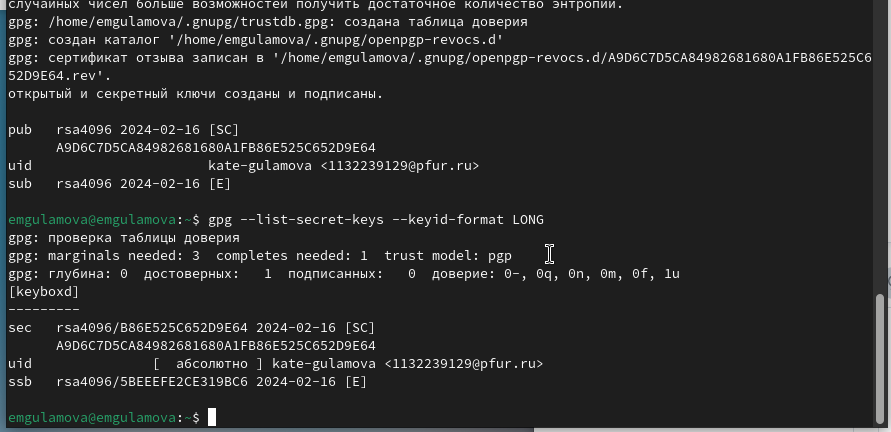 случайных чисел больше возможностей получить достаточное количество энтропии.
gpg: /home/emgulamova/.gnupg/trustdb.gpg: создана таблица доверия
gpg: создан каталог '/home/emgulamova/.gnupg/openpgp-revocs.d'
gpg: сертификат отзыва записан в '/home/emgulamova/.gnupg/openpgp-revocs.d/A9D6C7D5CA84982681680A1FB86E525C6
52D9E64.rev'.
открытый и секретный ключи созданы и подписаны.
pub   rsa4096 2024-02-16 [SC]
      A9D6C7D5CA84982681680A1FB86E525C652D9E64
uid                      kate-gulamova <1132239129@pfur.ru>
sub   rsa4096 2024-02-16 [E]
emgulamova@emgulamova:~$ gpg --list-secret-keys --keyid-format LONG
gpg: проверка таблицы доверия
gpg: marginals needed: 3  completes needed: 1  trust model: pgp
gpg: глубина: 0  достоверных:   1  подписанных:   0  доверие: 0-, 0q, 0n, 0m, 0f, 1u
[keyboxd]
---------
sec   rsa4096/B86E525C652D9E64 2024-02-16 [SC]
      A9D6C7D5CA84982681680A1FB86E525C652D9E64
uid               [  абсолютно ] kate-gulamova <1132239129@pfur.ru>
ssb   rsa4096/5BEEEFE2CE319BC6 2024-02-16 [E]
emgulamova@emgulamova:~$